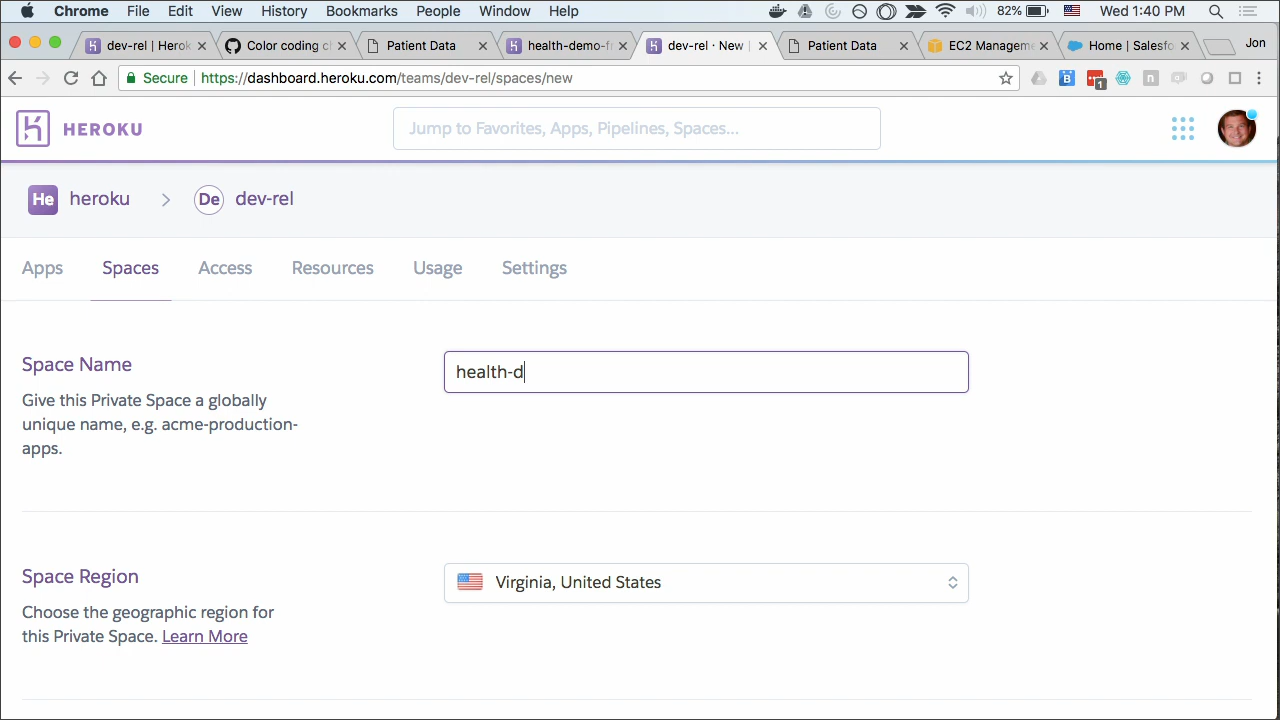 Chrome File Edit View History Bookmarks People Window Help 82% Wed 1:40 PM
dev-rel | Herok Color coding cl Patient Data health-demo-fr dev-rel · New | Patient Data EC2 Managem Home | Salesfo Jon
Secure https://dashboard.heroku.com/teams/dev-rel/spaces/new
HEROKU Jump to Favorites, Apps, Pipelines, Spaces...
He heroku De dev-rel
Apps Spaces Access Resources Usage Settings
Space Name
health-d
Give this Private Space a globally
unique name, e.g. acme-production-
apps.
Space Region
Virginia, United States
Choose the geographic region for
this Private Space. Learn More